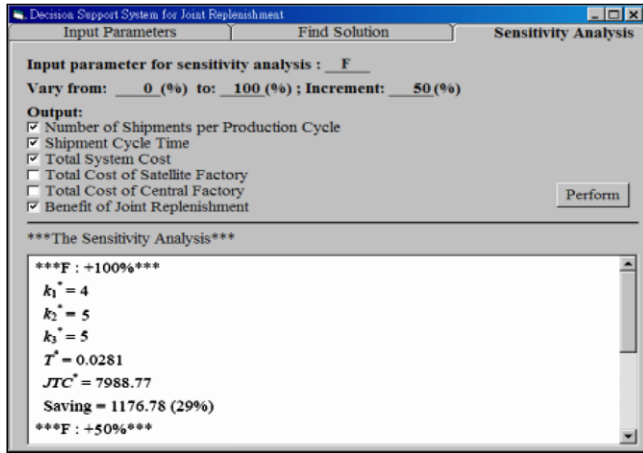 Decision Support System for Joint Replenishment
Input Parameters Find Solution Sensitivity Analysis
Input parameter for sensitivity analysis : F
Vary from: 0 (%) to: 100 (%) ; Increment: 50 (%)
Output:
Number of Shipments per Production Cycle
Shipment Cycle Time
Total System Cost
Total Cost of Satellite Factory
Total Cost of Central Factory
Benefit of Joint Replenishment
Perform
***The Sensitivity Analysis***
***F : +100%***
k₁* = 4
k₂* = 5
k₃* = 5
T* = 0.0281
JTC* = 7988.77
Saving = 1176.78 (29%)
***F : +50%***